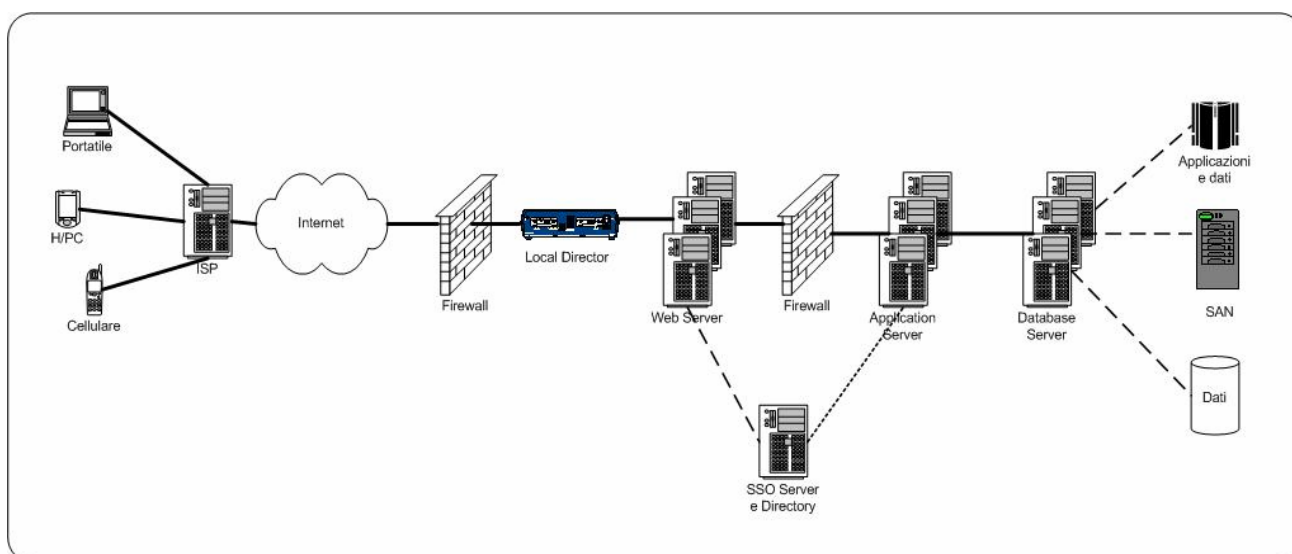 Portatile
H/PC
Cellulare
ISP
Internet
Firewall
Local Director
Web Server
Firewall
Application
Server
Database
Server
SSO Server
e Directory
Applicazioni
e dati
SAN
Dati